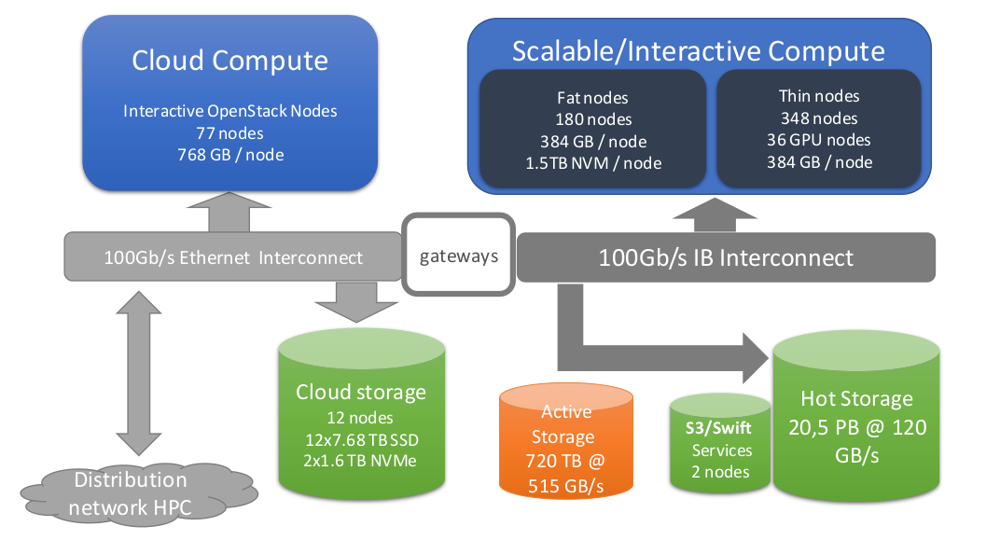 Cloud Compute
Interactive OpenStack Nodes
77 nodes
768 GB / node
Scalable/Interactive Compute
Fat nodes
180 nodes
384 GB / node
1.5TB NVM / node
Thin nodes
348 nodes
36 GPU nodes
384 GB / node
100Gb/s Ethernet Interconnect
gateways
100Gb/s IB Interconnect
Cloud storage
12 nodes
12x7.68 TB SSD
2x1.6 TB NVMe
Active
Storage
720 TB @
515 GB/s
S3/Swift
Services
2 nodes
Hot Storage
20,5 PB @ 120
GB/s
Distribution
network HPC